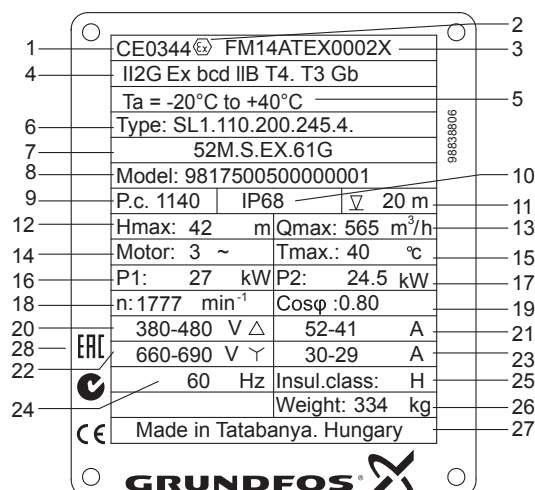 2
1 CE0344 Ex FM14ATEX0002X 3
4 II2G Ex bcd IIB T4. T3 Gb
Ta = -20°C to +40°C 5
6 Type: SL1.110.200.245.4.
7 52M.S.EX.61G
98838806
8 Model: 9817500500000001 10
9 P.c. 1140 IP68 20 m 11
12 Hmax: 42 m Qmax: 565 m³/h 13
14 Motor: 3 ~ Tmax.: 40 °C 15
16 P1: 27 kW P2: 24.5 kW 17
18 n: 1777 min⁻¹ Cosφ :0.80 19
20 380-480 V △ 52-41 A 21
28 EAC
22 660-690 V Y 30-29 A 23
24 60 Hz Insul.class: H 25
Weight: 334 kg 26
CE Made in Tatabanya. Hungary 27
GRUNDFOS